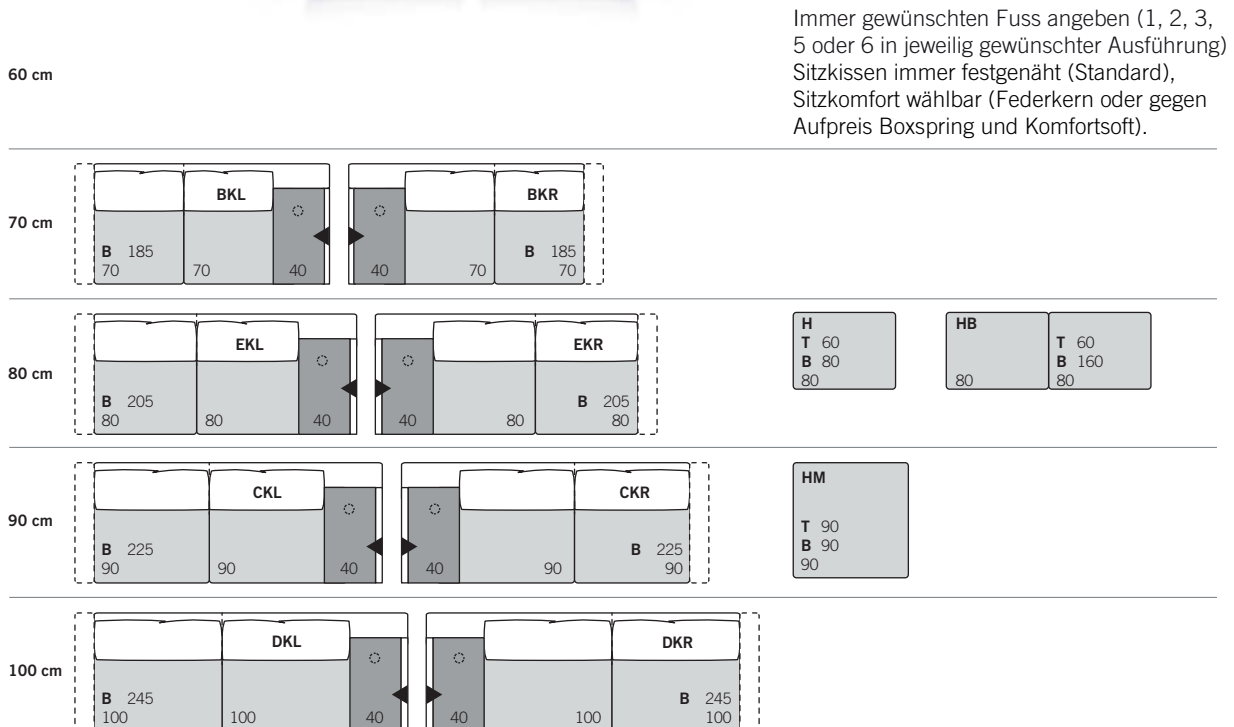 Immer gewünschten Fuss angeben (1, 2, 3,
5 oder 6 in jeweilig gewünschter Ausführung)
Sitzkissen immer festgenäht (Standard),
Sitzkomfort wählbar (Federkern oder gegen
Aufpreis Boxspring und Komfortsoft).
60 cm
70 cm
BKL
B 185
70 70 40
BKR
B 185
40 70 70
80 cm
EKL
B 205
80 80 40
EKR
B 205
40 80 80
H
T 60
B 80
80
HB
T 60
B 160
80 80
90 cm
CKL
B 225
90 90 40
CKR
B 225
40 90 90
HM
T 90
B 90
90
100 cm
DKL
B 245
100 100 40
DKR
B 245
40 100 100